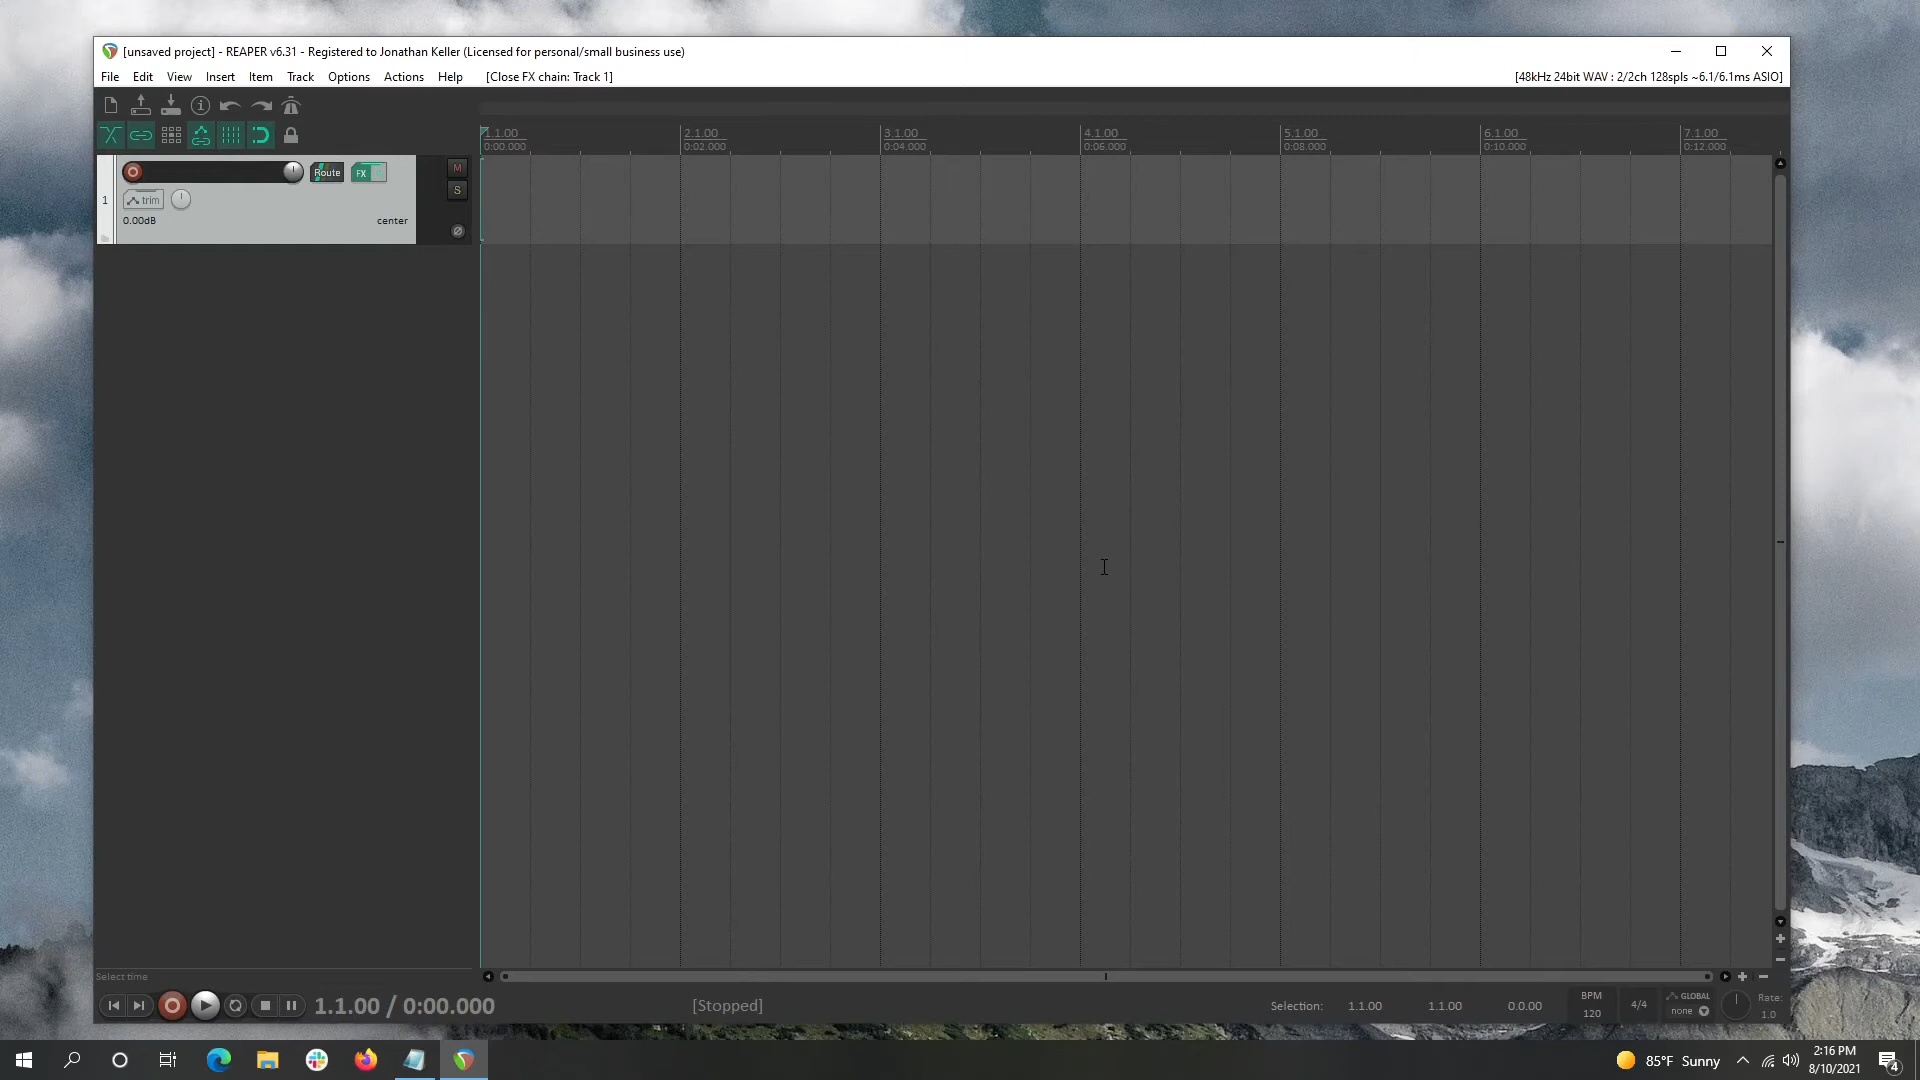 [unsaved project] - REAPER v6.31 - Registered to Jonathan Keller (Licensed for personal/small business use)
File Edit View Insert Item Track Options Actions Help [Close FX chain: Track 1] [48kHz 24bit WAV : 2/2ch 128spls ~6.1/6.1ms ASIO]
1.1.00 2.1.00 3.1.00 4.1.00 5.1.00 6.1.00 7.1.00
0:00.000 0:02.000 0:04.000 0:06.000 0:08.000 0:10.000 0:12.000
Route FX M
1 trim S
0.00dB center
Select time
1.1.00 / 0:00.000 [Stopped] Selection: 1.1.00 1.1.00 0.0.00 BPM 120 4/4 GLOBAL none Rate: 1.0
85°F Sunny 2:16 PM
8/10/2021 4